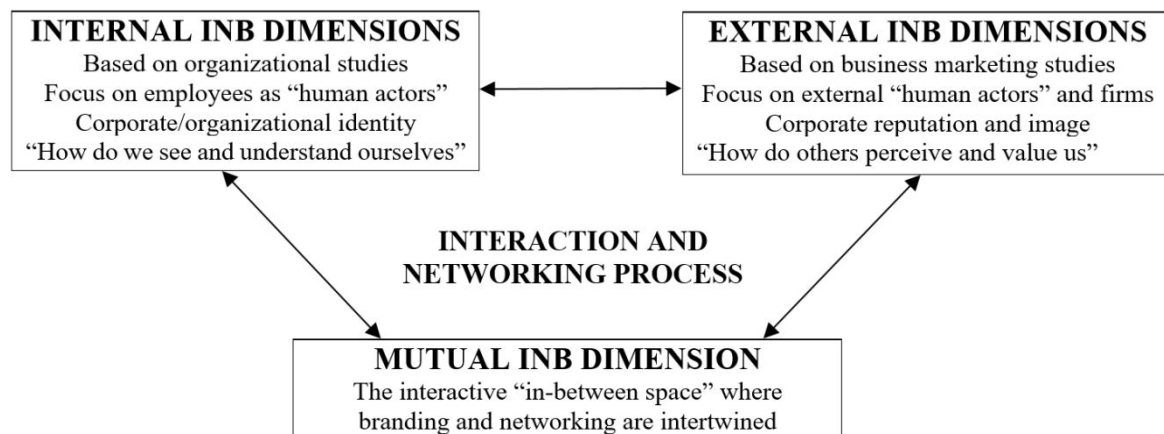 INTERNAL INB DIMENSIONS
Based on organizational studies
Focus on employees as “human actors”
Corporate/organizational identity
“How do we see and understand ourselves”
EXTERNAL INB DIMENSIONS
Based on business marketing studies
Focus on external “human actors” and firms
Corporate reputation and image
“How do others perceive and value us”
INTERACTION AND
NETWORKING PROCESS
MUTUAL INB DIMENSION
The interactive “in-between space” where
branding and networking are intertwined